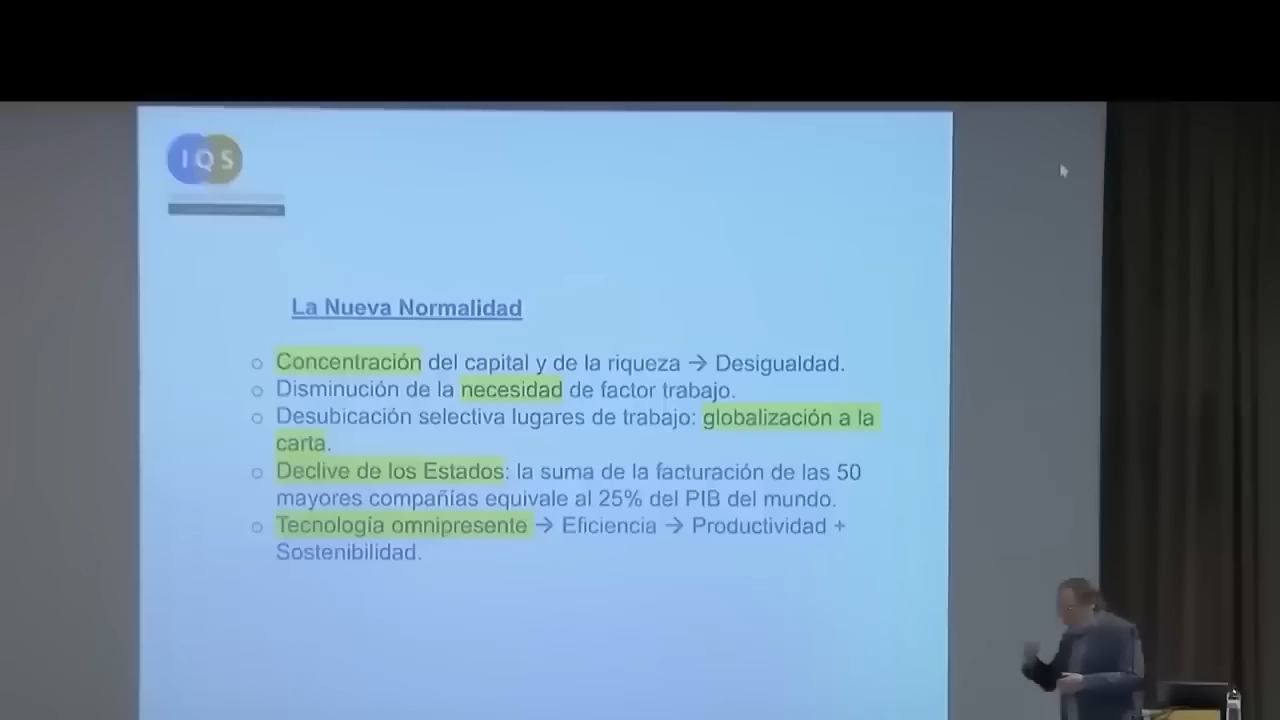 IQS
La Nueva Normalidad
Concentración del capital y de la riqueza → Desigualdad.
Disminución de la necesidad de factor trabajo.
Desubicación selectiva lugares de trabajo: globalización a la
carta.
Declive de los Estados: la suma de la facturación de las 50
mayores compañías equivale al 25% del PIB del mundo.
Tecnología omnipresente → Eficiencia → Productividad +
Sostenibilidad.